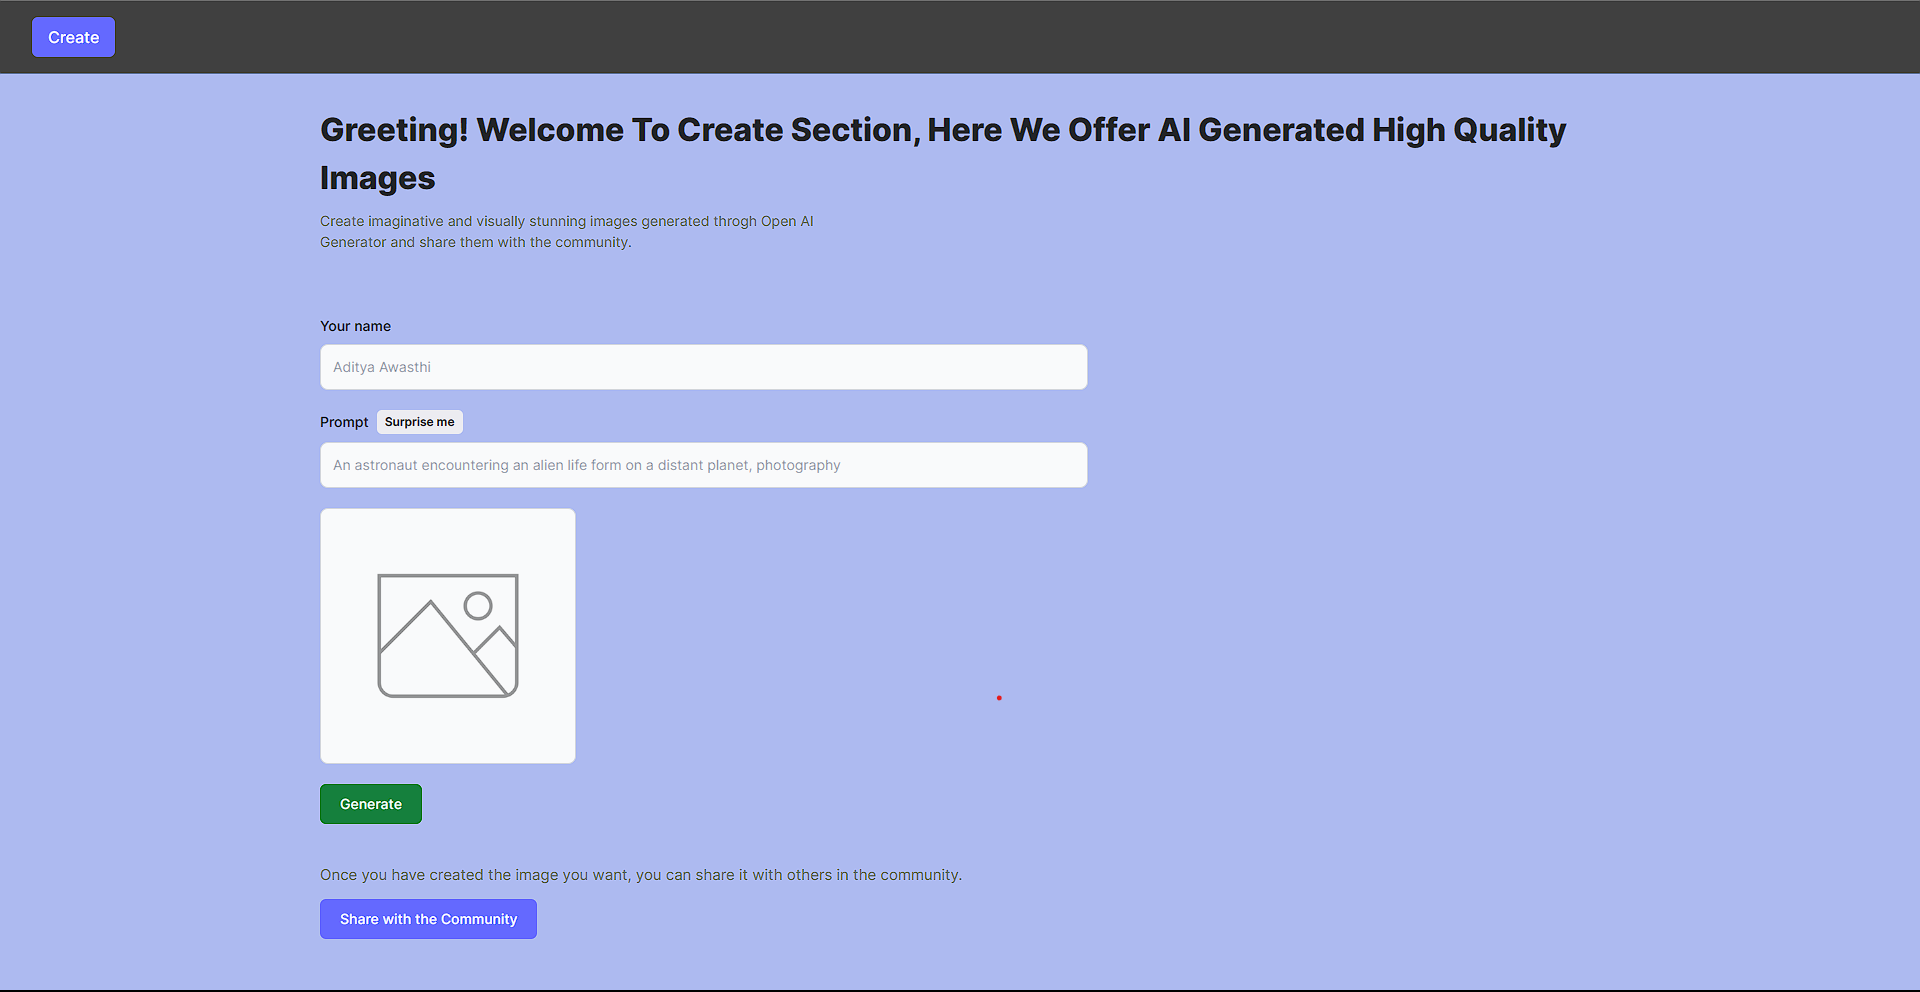 Create
Greeting! Welcome To Create Section, Here We Offer AI Generated High Quality
Images
Create imaginative and visually stunning images generated throgh Open AI
Generator and share them with the community.
Your name
Aditya Awasthi
Prompt Surprise me
An astronaut encountering an alien life form on a distant planet, photography
Generate
Once you have created the image you want, you can share it with others in the community.
Share with the Community